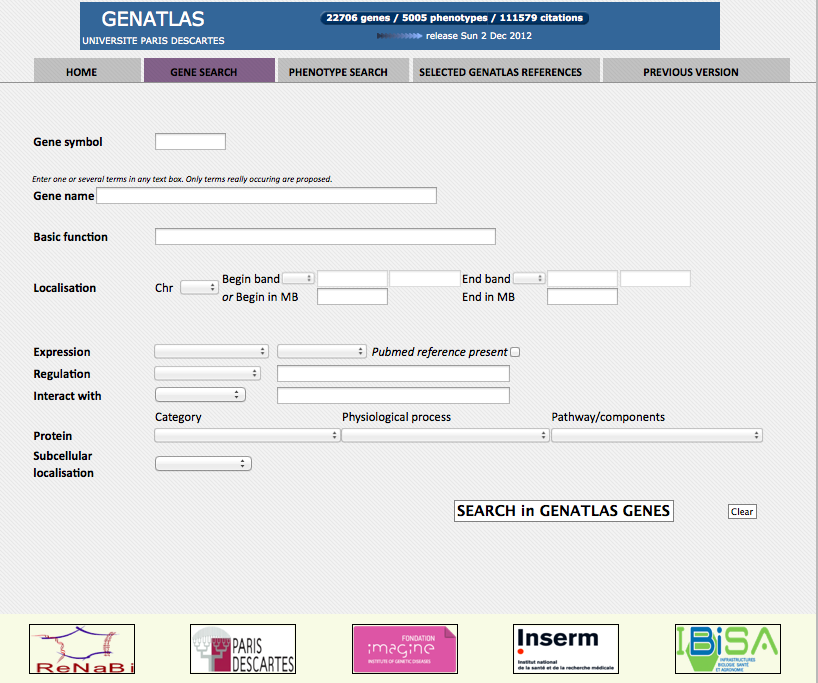 GENATLAS
22706 genes / 5005 phenotypes / 111579 citations
release Sun 2 Dec 2012
UNIVERSITE PARIS DESCARTES
HOME GENE SEARCH PHENOTYPE SEARCH SELECTED GENATLAS REFERENCES PREVIOUS VERSION
Gene symbol
Enter one or several terms in any text box. Only terms really occuring are proposed.
Gene name
Basic function
Localisation Chr Begin band End band
or Begin in MB End in MB
Expression Pubmed reference present
Regulation
Interact with
Category Physiological process Pathway/components
Protein
Subcellular
localisation
SEARCH in GENATLAS GENES Clear
ReNaBi
PARIS
DESCARTES
FONDATION
imagine
INSTITUTE OF GENETIC DISEASES
Inserm
Institut national
de la santé et de la recherche médicale
IBiSA
INFRASTRUCTURES
BIOLOGIE SANTÉ
ET AGRONOMIE